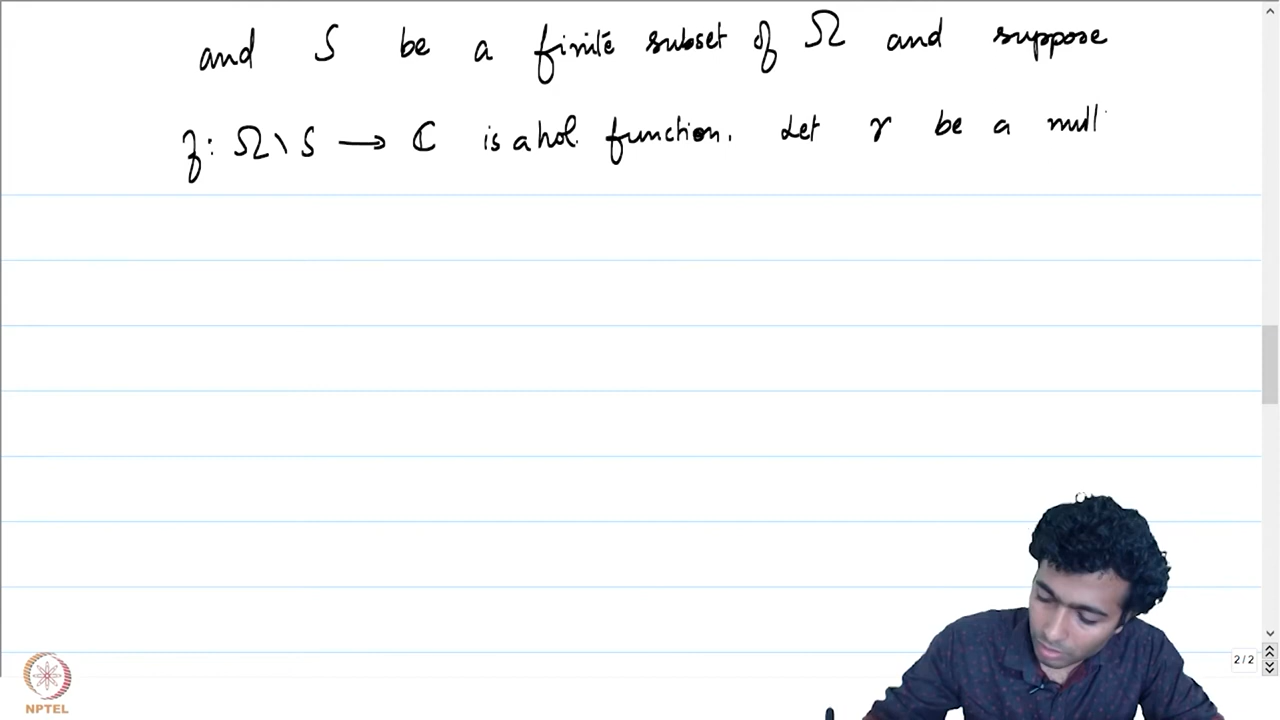 and S be a finite subset of Ω and suppose
f: Ω \ S → ℂ is a hol. function. Let γ be a null
2 / 2
NPTEL